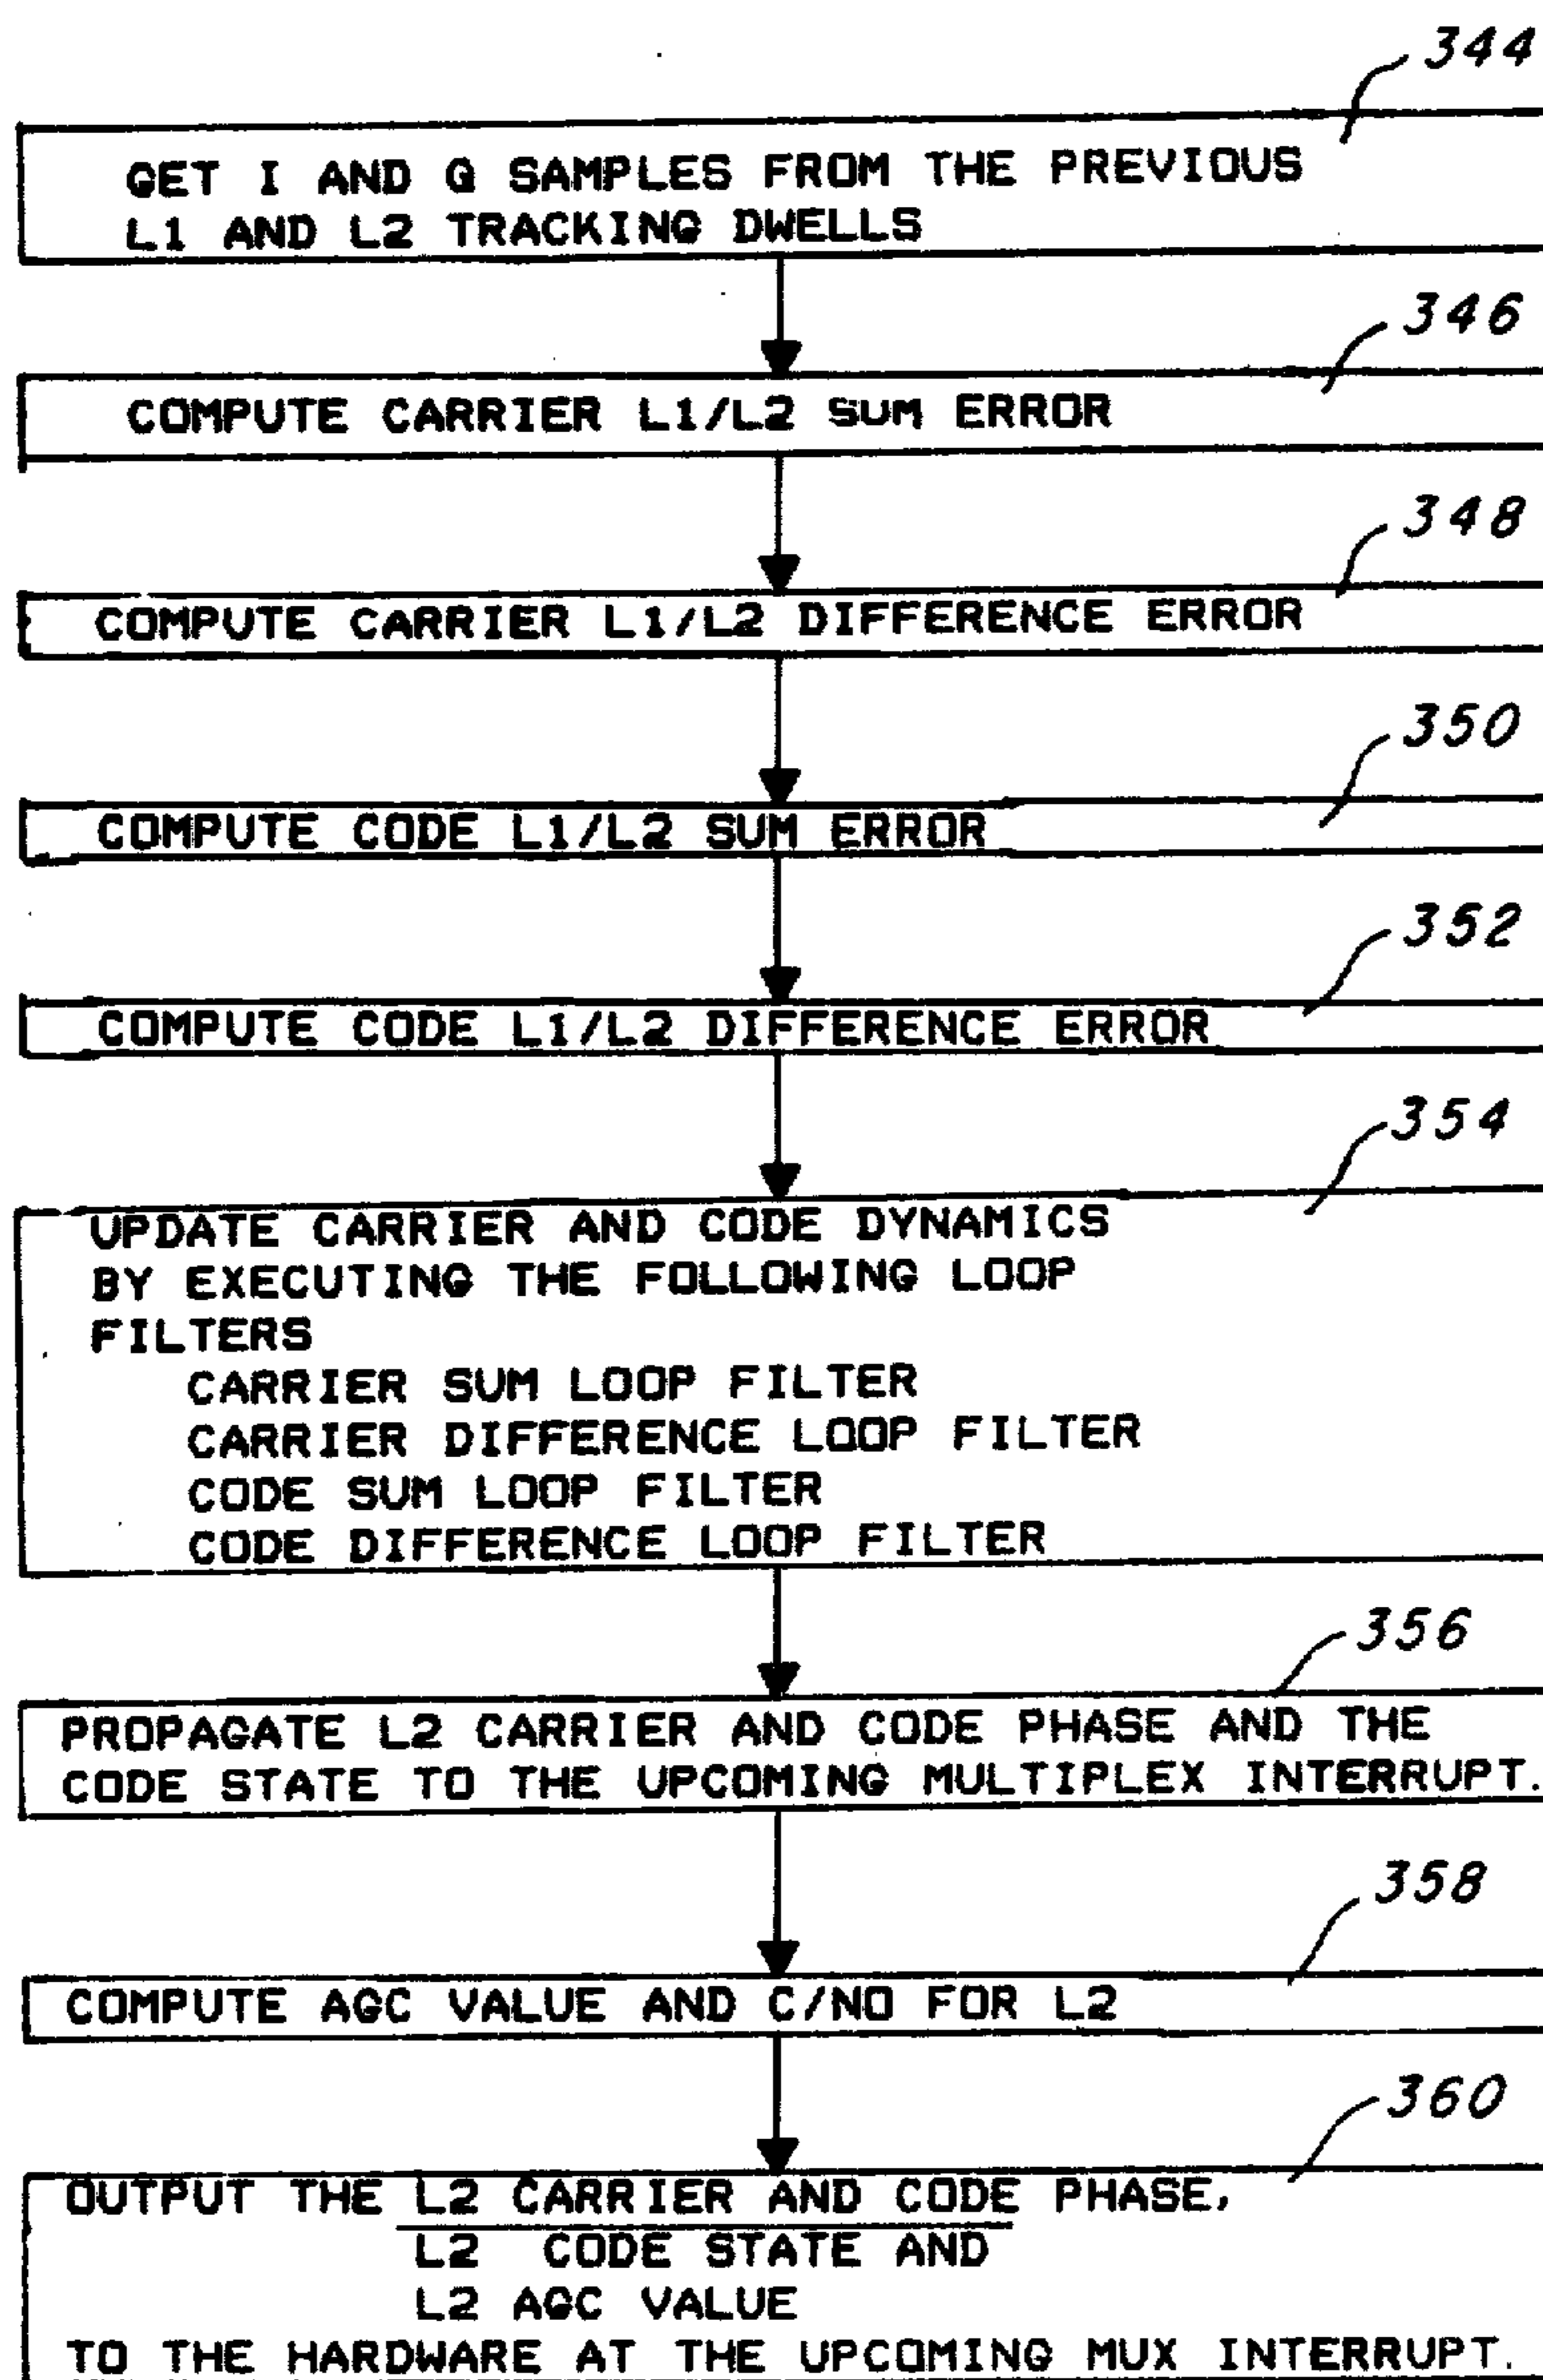 344
GET I AND Q SAMPLES FROM THE PREVIOUS
L1 AND L2 TRACKING DWELLS
346
COMPUTE CARRIER L1/L2 SUM ERROR
348
COMPUTE CARRIER L1/L2 DIFFERENCE ERROR
350
COMPUTE CODE L1/L2 SUM ERROR
352
COMPUTE CODE L1/L2 DIFFERENCE ERROR
354
UPDATE CARRIER AND CODE DYNAMICS
BY EXECUTING THE FOLLOWING LOOP
FILTERS
CARRIER SUM LOOP FILTER
CARRIER DIFFERENCE LOOP FILTER
CODE SUM LOOP FILTER
CODE DIFFERENCE LOOP FILTER
356
PROPAGATE L2 CARRIER AND CODE PHASE AND THE
CODE STATE TO THE UPCOMING MULTIPLEX INTERRUPT.
358
COMPUTE AGC VALUE AND C/NO FOR L2
360
OUTPUT THE L2 CARRIER AND CODE PHASE,
L2 CODE STATE AND
L2 AGC VALUE
TO THE HARDWARE AT THE UPCOMING MUX INTERRUPT.